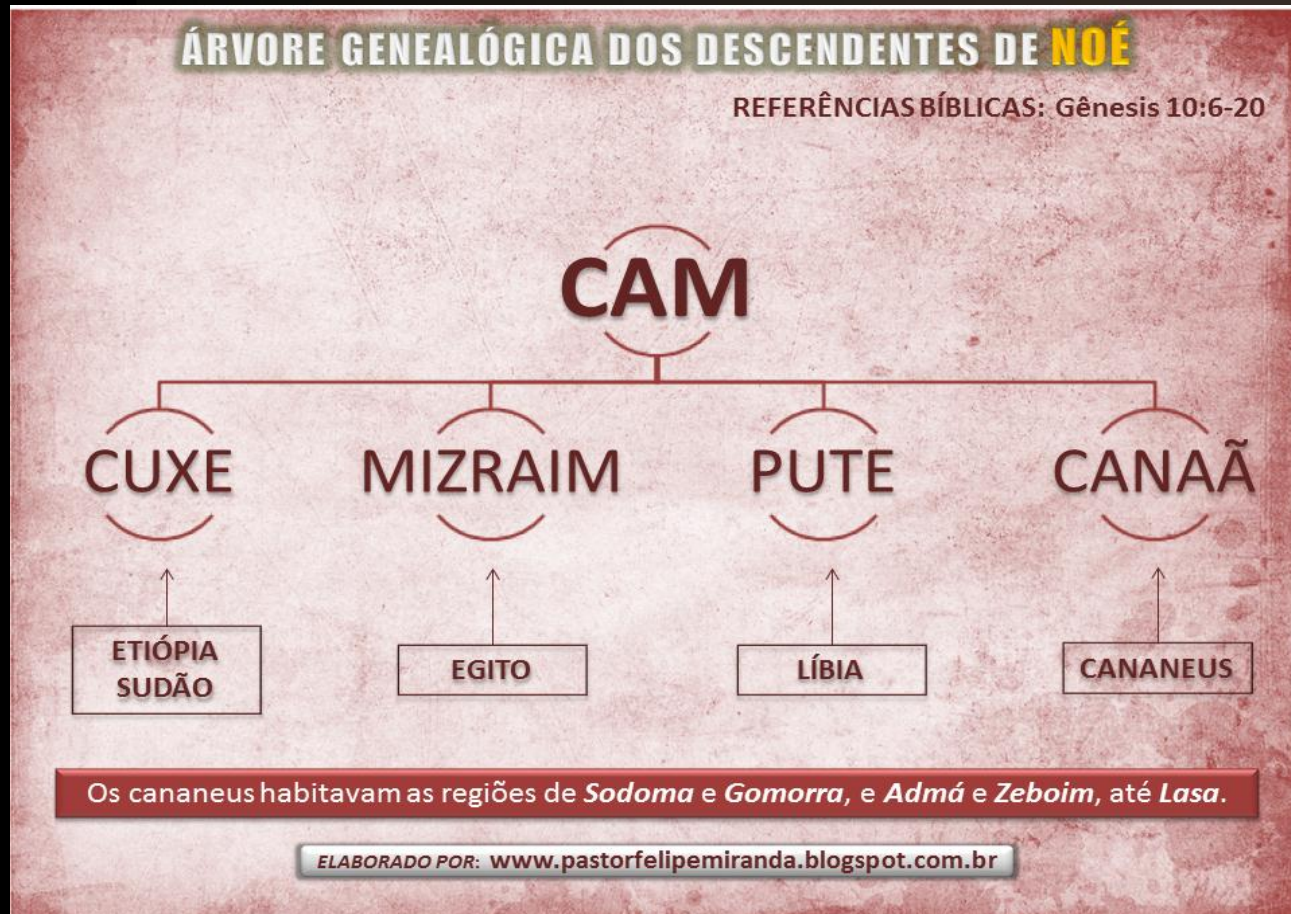 ÁRVORE GENEALÓGICA DOS DESCENDENTES DE NOÉ
REFERÊNCIAS BÍBLICAS: Gênesis 10:6-20
CAM
CUXE
MIZRAIM
PUTE
CANAÃ
ETIÓPIA
SUDÃO
EGITO
LÍBIA
CANANEUS
Os cananeus habitavam as regiões de Sodoma e Gomorra, e Admá e Zeboim, até Lasa.
ELABORADO POR: www.pastorfelipemiranda.blogspot.com.br